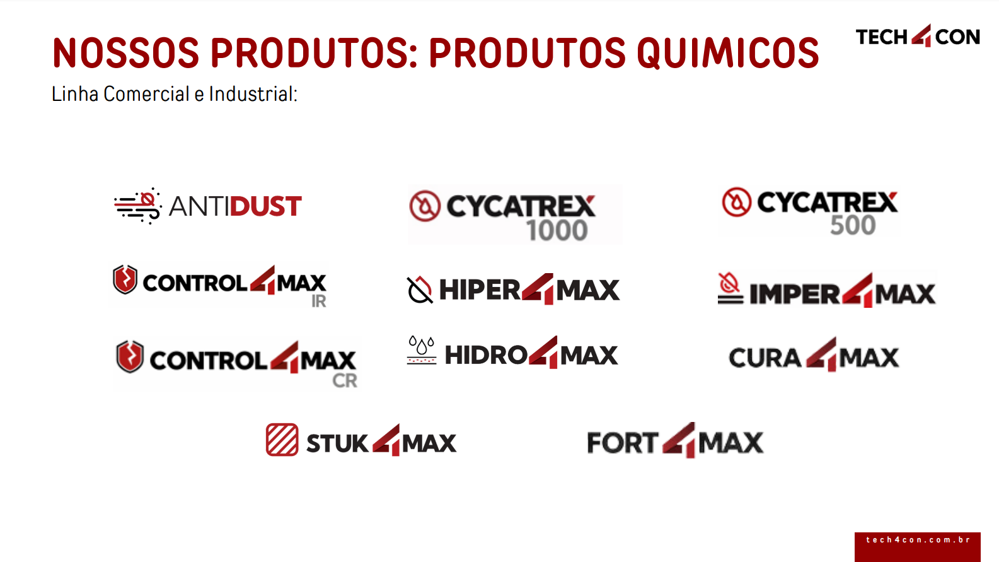 NOSSOS PRODUTOS: PRODUTOS QUIMICOS
TECH4CON
Linha Comercial e Industrial:
ANTIDUST
CYCATREX
1000
CYCATREX
500
CONTROL4MAX
IR
HIPER4MAX
IMPER4MAX
CONTROL4MAX
CR
HIDRO4MAX
CURA4MAX
STUK4MAX
FORT4MAX
tech4con.com.br